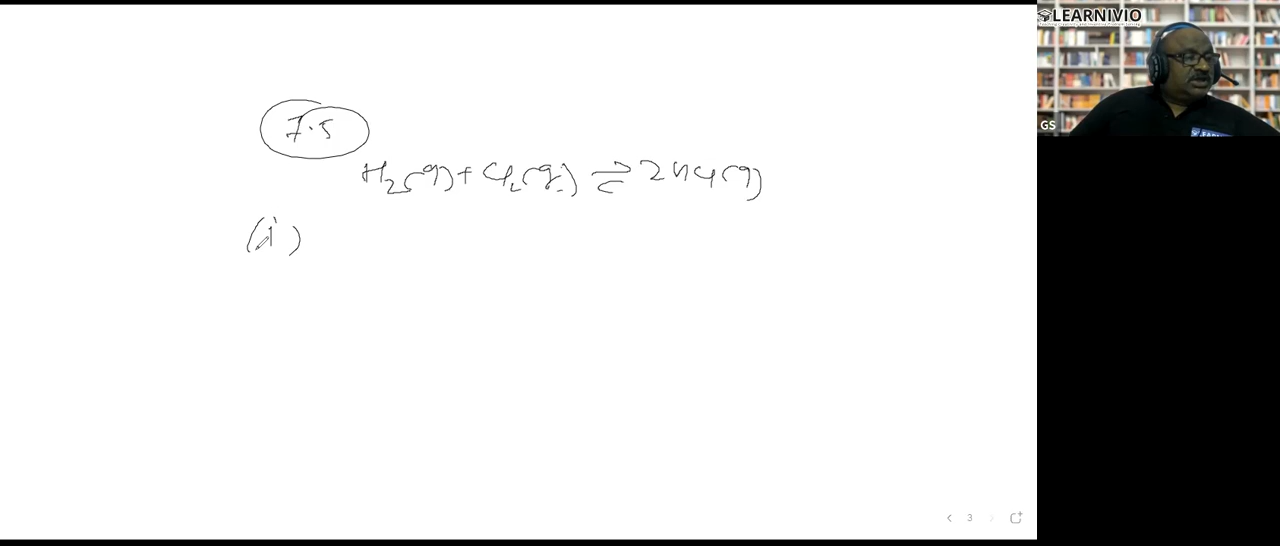 LEARNIVIO
GS
7.5
H₂(g) + Cl₂(g) ⇌ 2HCl(g)
(i)
3